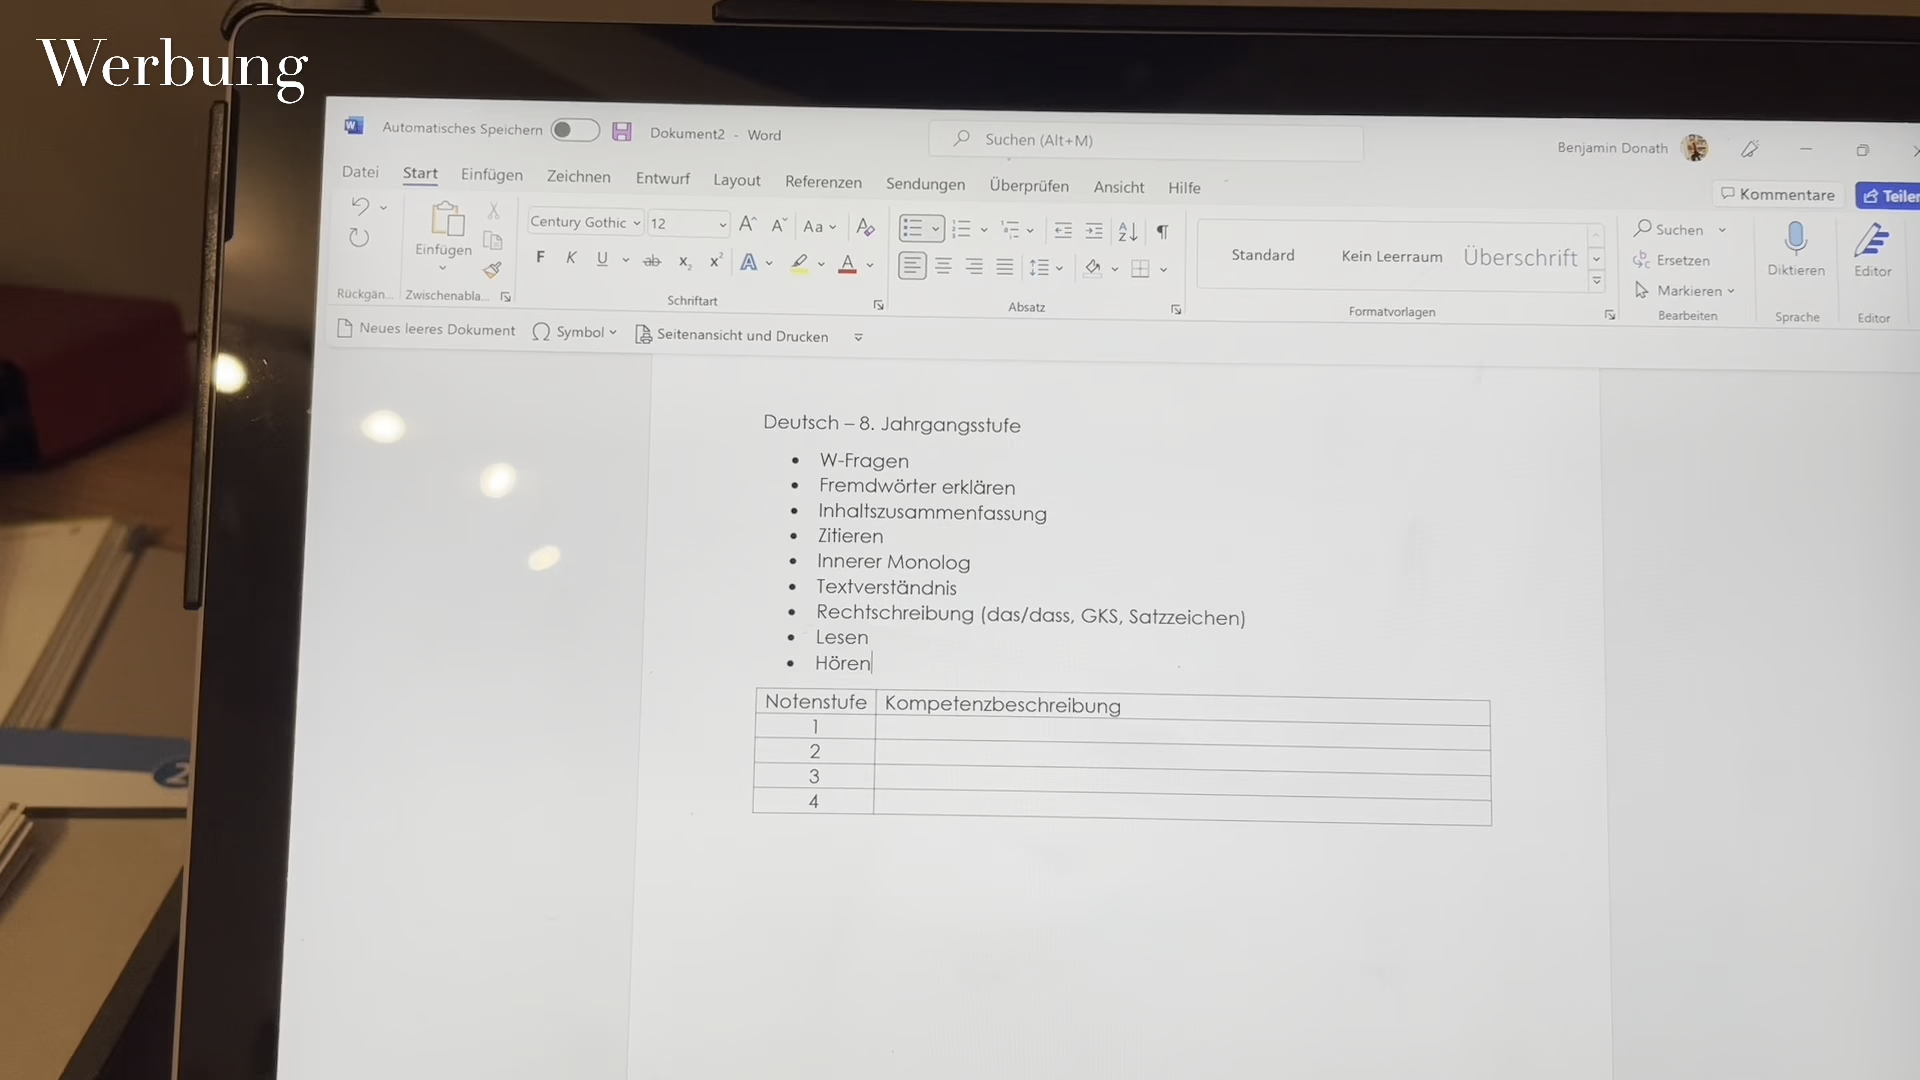 Werbung
Automatisches Speichern Dokument2 - Word Suchen (Alt+M) Benjamin Donath
Datei Start Einfügen Zeichnen Entwurf Layout Referenzen Sendungen Überprüfen Ansicht Hilfe Kommentare Teilen
Century Gothic 12 Aa
Einfügen
F K U ab x₂ x² A A
Standard Kein Leerraum Überschrift
Suchen
Ersetzen
Markieren
Diktieren Editor
Rückgän... Zwischenabla... Schriftart Absatz Formatvorlagen Bearbeiten Sprache Editor
Neues leeres Dokument Symbol Seitenansicht und Drucken
Deutsch – 8. Jahrgangsstufe
• W-Fragen
• Fremdwörter erklären
• Inhaltszusammenfassung
• Zitieren
• Innerer Monolog
• Textverständnis
• Rechtschreibung (das/dass, GKS, Satzzeichen)
• Lesen
• Hören
Notenstufe Kompetenzbeschreibung
1
2
3
4